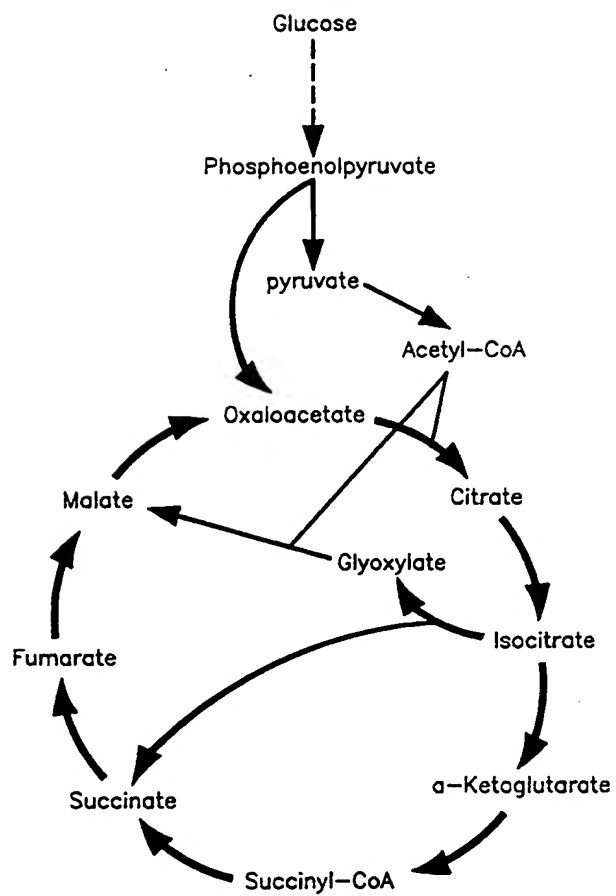 Glucose
Phosphoenolpyruvate
pyruvate
Acetyl-CoA
Oxaloacetate
Malate
Citrate
Glyoxylate
Isocitrate
Fumarate
a-Ketoglutarate
Succinate
Succinyl-CoA